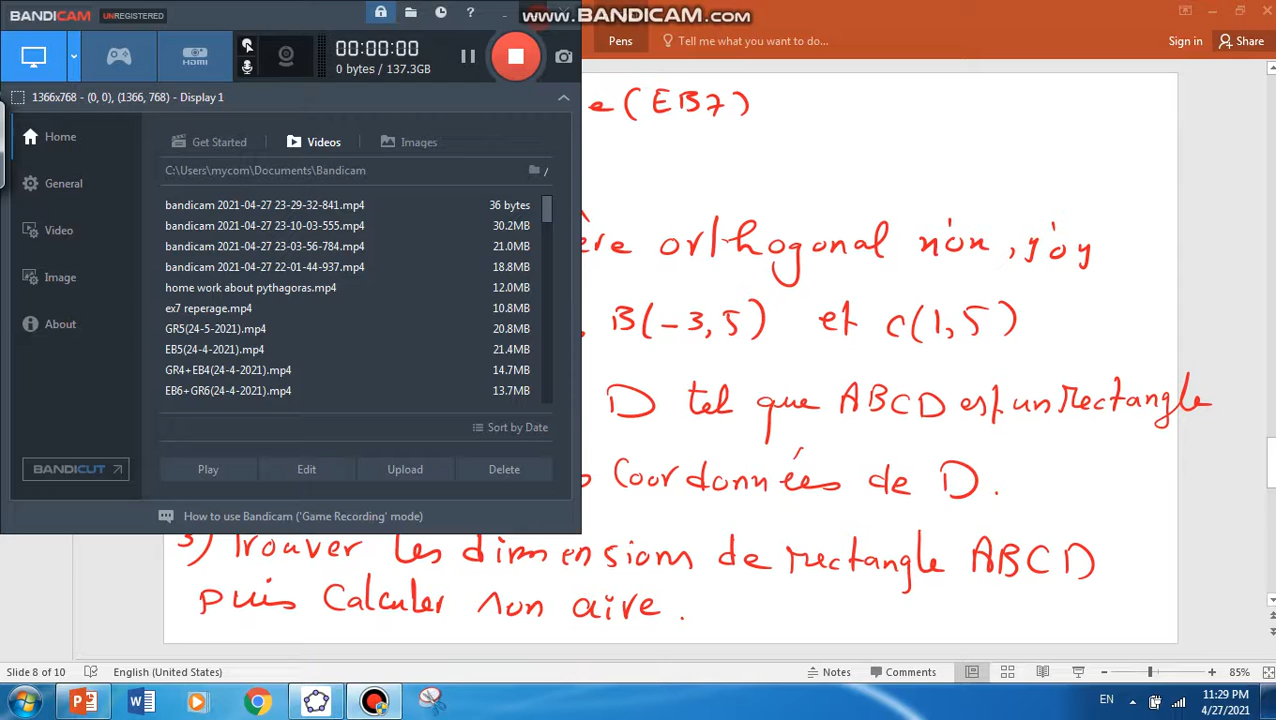 BANDICAM UNREGISTERED
www.BANDICAM.com
HDMI
00:00:00
0 bytes / 137.3GB
Pens Tell me what you want to do... Sign in Share
1366x768 - (0, 0), (1366, 768) - Display 1
Home
General
Video
Image
About
BANDICUT
Get Started Videos Images
C:\Users\mycom\Documents\Bandicam
bandicam 2021-04-27 23-29-32-841.mp4 36 bytes
bandicam 2021-04-27 23-10-03-555.mp4 30.2MB
bandicam 2021-04-27 23-03-56-784.mp4 21.0MB
bandicam 2021-04-27 22-01-44-937.mp4 18.8MB
home work about pythagoras.mp4 12.0MB
ex7 reperage.mp4 10.8MB
GR5(24-5-2021).mp4 20.8MB
EB5(24-4-2021).mp4 21.4MB
GR4+EB4(24-4-2021).mp4 14.7MB
EB6+GR6(24-4-2021).mp4 13.7MB
Sort by Date
Play Edit Upload Delete
How to use Bandicam ('Game Recording' mode)
e (EB7)
ère orthogonal x'ox, y'oy
B(-3,5) et C(1,5)
D tel que ABCD est un rectangle
Coordonnées de D.
3) Trouver les dimensions de rectangle ABCD
puis Calculer son aire.
Slide 8 of 10 English (United States) Notes Comments 85%
EN 11:29 PM
4/27/2021